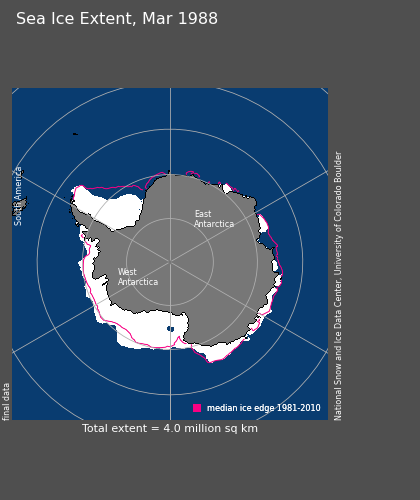 Sea Ice Extent, Mar 1988
South America
East
Antarctica
West
Antarctica
National Snow and Ice Data Center, University of Colorado Boulder
final data
median ice edge 1981-2010
Total extent = 4.0 million sq km